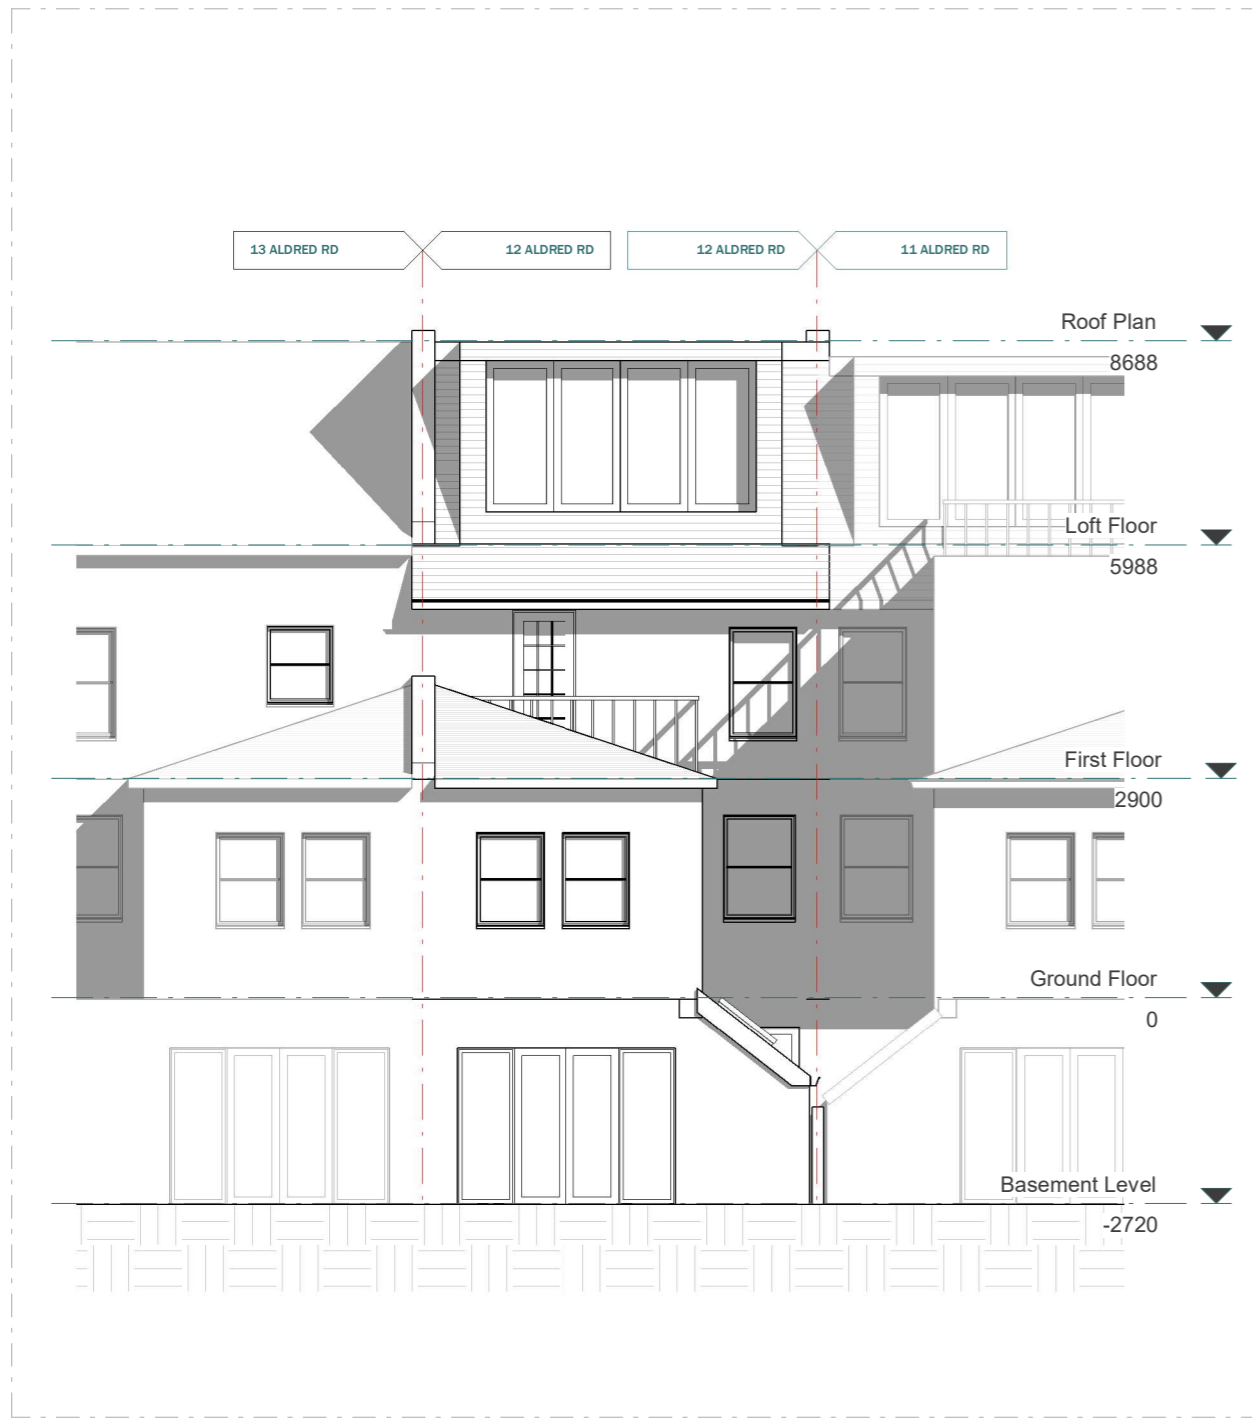 13 ALDRED RD
12 ALDRED RD
12 ALDRED RD
11 ALDRED RD
Roof Plan
8688
Loft Floor
5988
First Floor
2900
Ground Floor
0
Basement Level
-2720